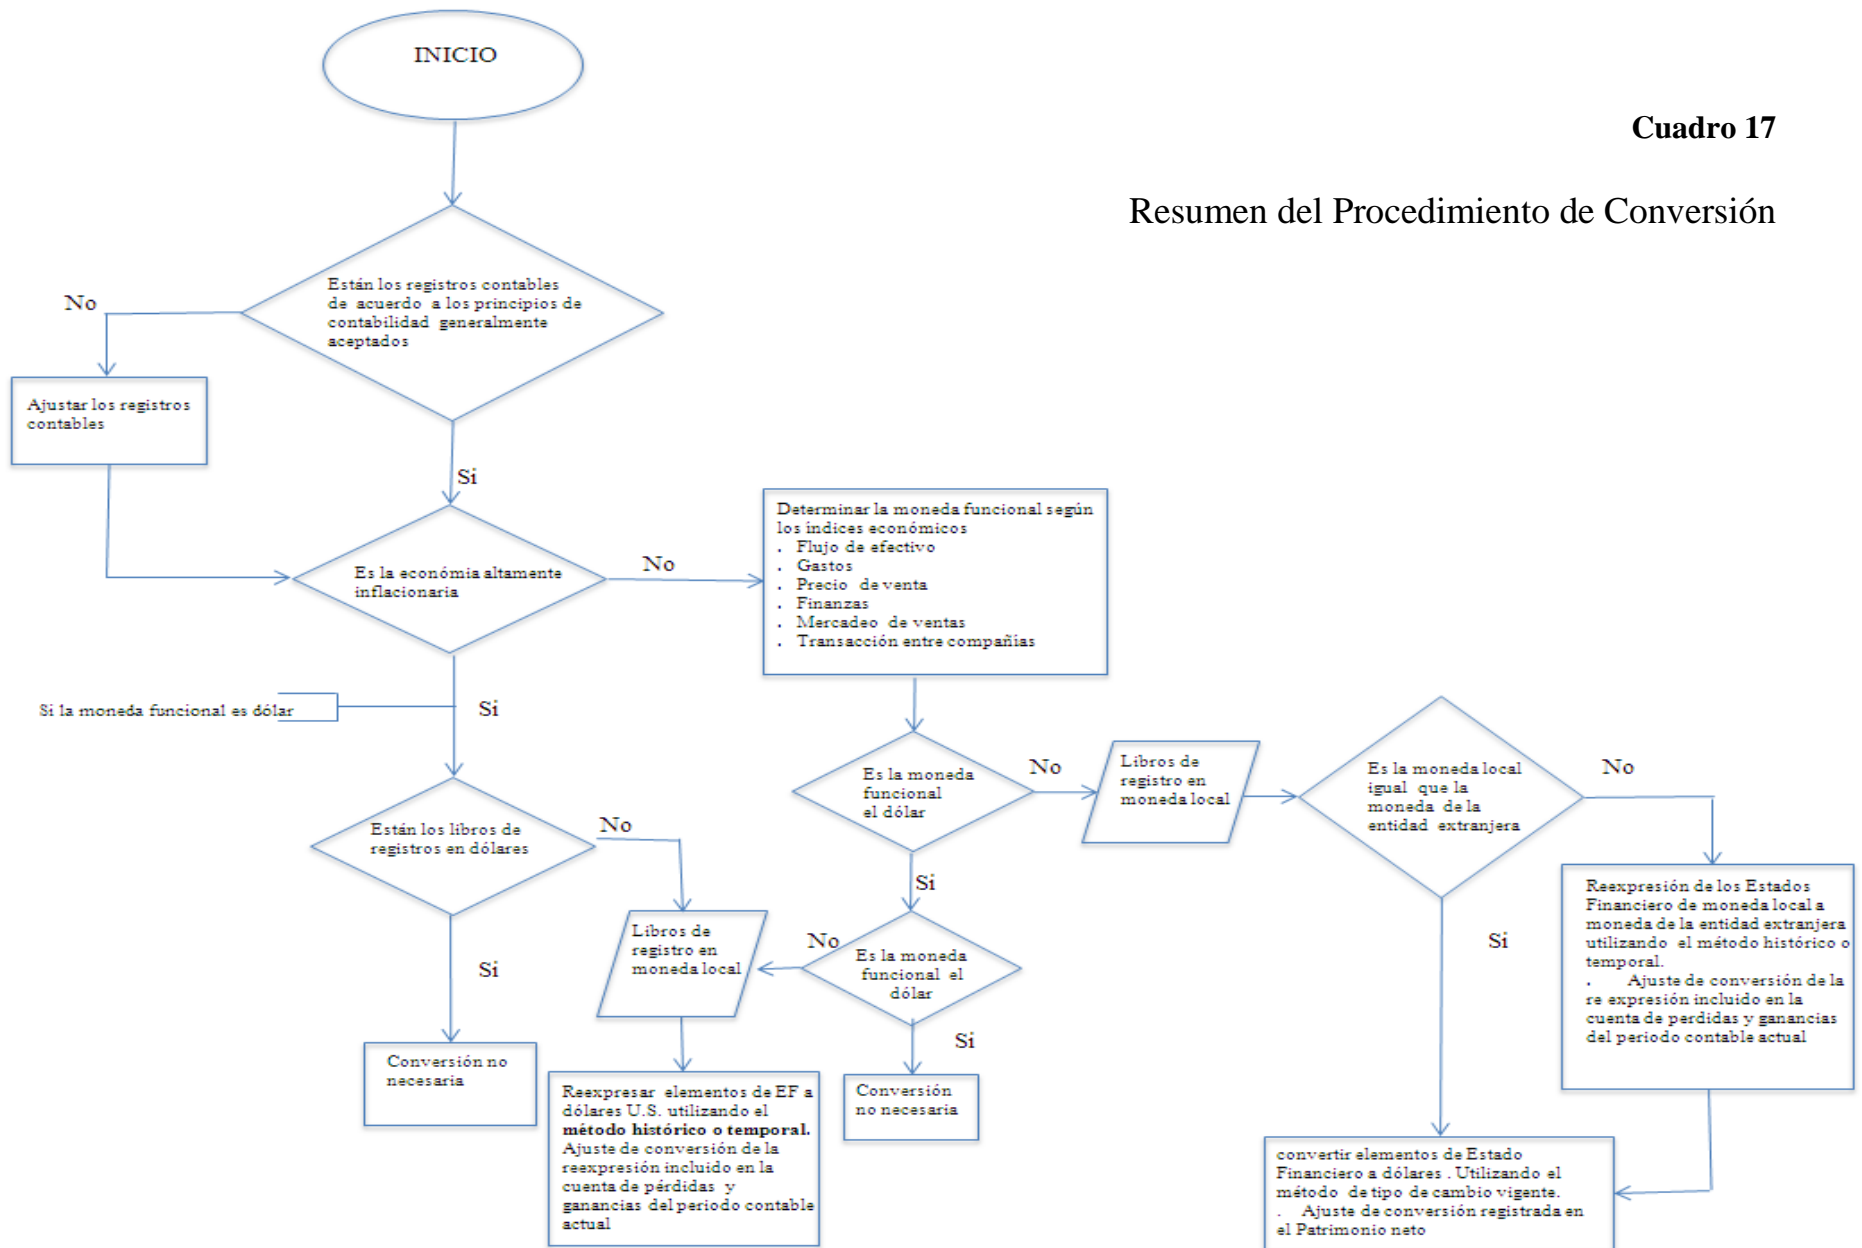 INICIO
Cuadro 17
Resumen del Procedimiento de Conversión
Están los registros contables
de acuerdo a los principios de
contabilidad generalmente
aceptados
No
Ajustar los registros
contables
Si
Es la económia altamente
inflacionaria
No
Determinar la moneda funcional según
los indices económicos
. Flujo de efectivo
. Gastos
. Precio de venta
. Finanzas
. Mercadeo de ventas
. Transacción entre compañías
Si la moneda funcional es dólar
Si
Están los libros de
registros en dólares
No
Si
Conversión no
necesaria
Libros de
registro en
moneda local
Reexpresar elementos de EF a
dólares U.S. utilizando el
método histórico o temporal.
Ajuste de conversión de la
reexpresión incluido en la
cuenta de pérdidas y
ganancias del periodo contable
actual
Es la moneda
funcional
el dólar
No
Si
Es la moneda
funcional el
dólar
No
Si
Conversión
no necesaria
Libros de
registro en
moneda local
Es la moneda local
igual que la
moneda de la
entidad extranjera
No
Si
Reexpresión de los Estados
Financiero de moneda local a
moneda de la entidad extranjera
utilizando el método histórico o
temporal.
. Ajuste de conversión de la
re expresión incluido en la
cuenta de perdidas y ganancias
del periodo contable actual
convertir elementos de Estado
Financiero a dólares . Utilizando el
método de tipo de cambio vigente.
. Ajuste de conversión registrada en
el Patrimonio neto